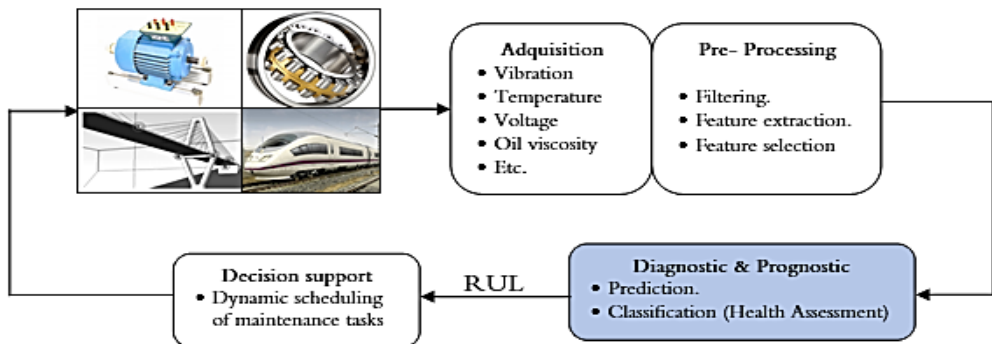 Adquisition
• Vibration
• Temperature
• Voltage
• Oil viscosity
• Etc.
Pre- Processing
• Filtering.
• Feature extraction.
• Feature selection
Diagnostic & Prognostic
• Prediction.
• Classification (Health Assessment)
RUL
Decision support
• Dynamic scheduling
of maintenance tasks